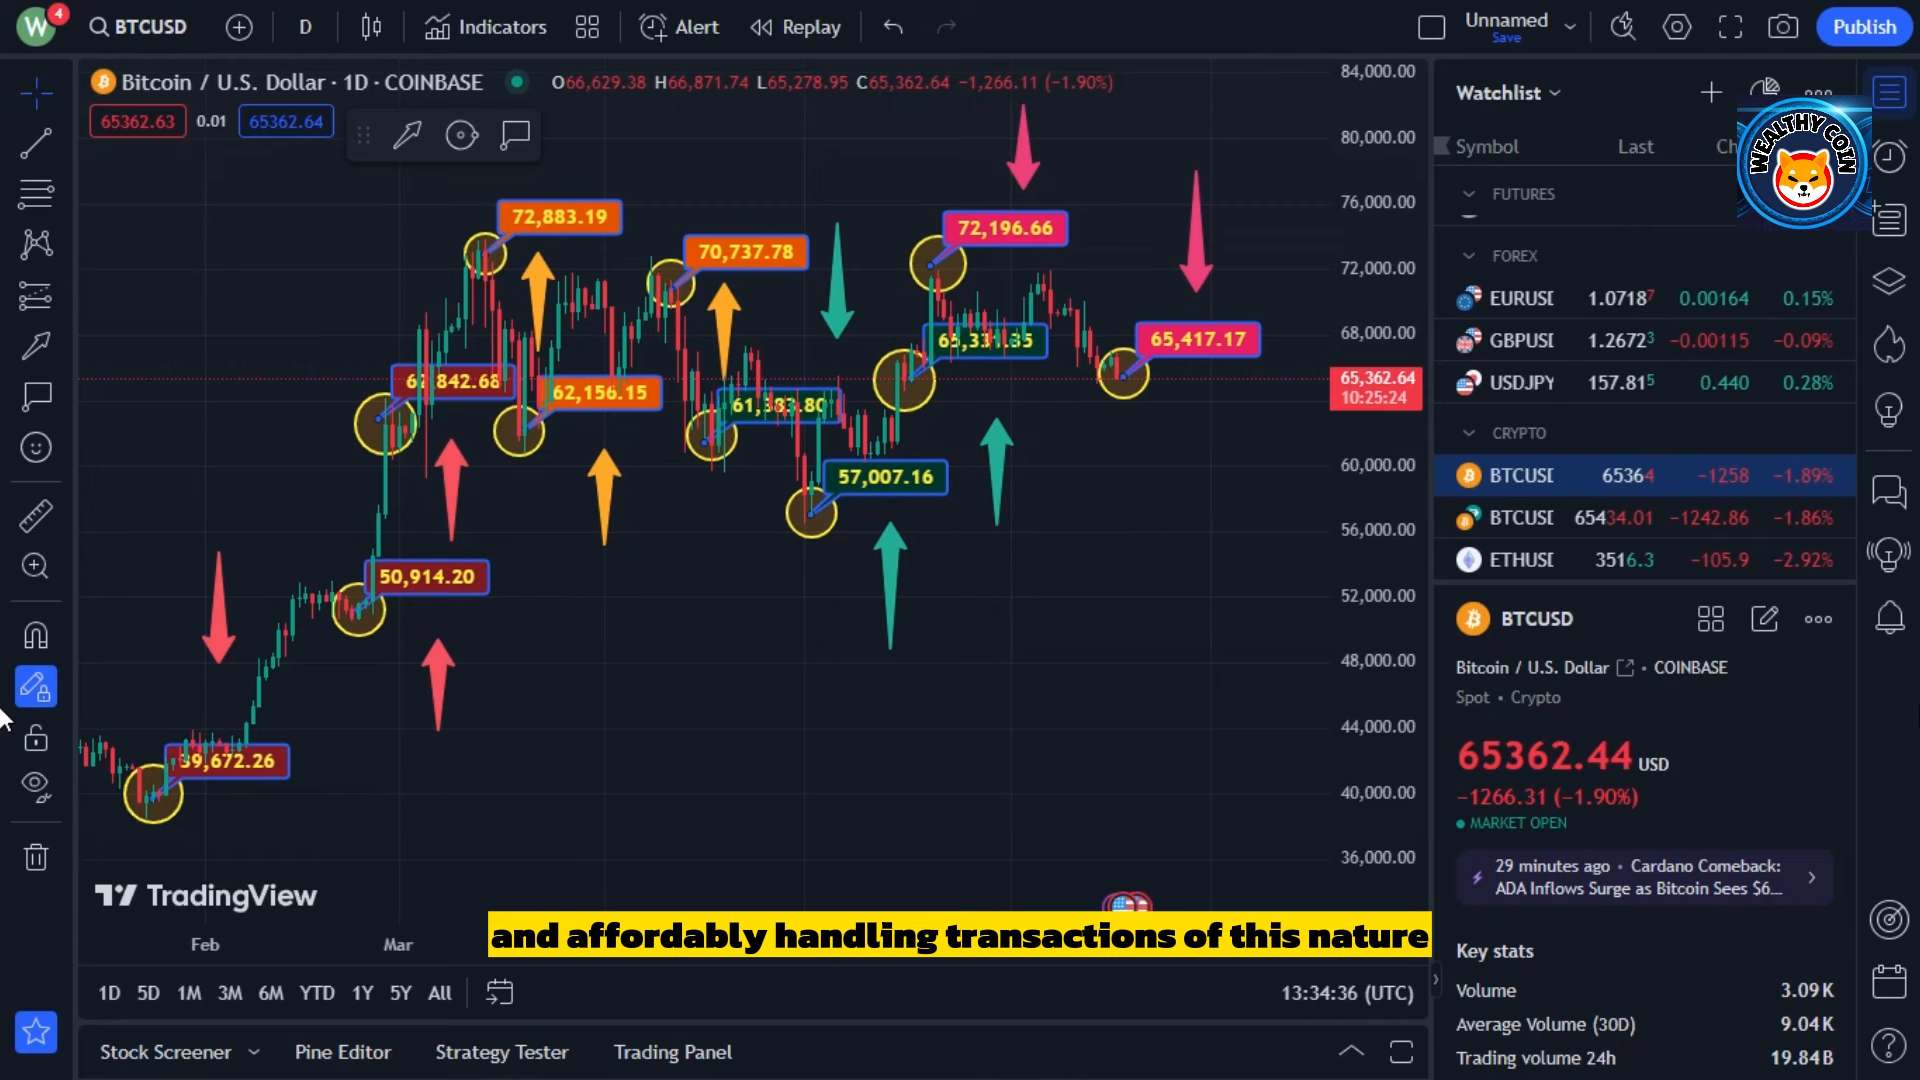 W 4 BTCUSD D Indicators Alert Replay Unnamed Save Publish
Bitcoin / U.S. Dollar · 1D · COINBASE O66,629.38 H66,871.74 L65,278.95 C65,362.64 −1,266.11 (−1.90%)
65362.63 0.01 65362.64
72,883.19
70,737.78
72,196.66
65,417.17
62,156.15
57,007.16
50,914.20
39,672.26
84,000.00
80,000.00
76,000.00
72,000.00
68,000.00
65,362.64
10:25:24
60,000.00
56,000.00
52,000.00
48,000.00
44,000.00
40,000.00
36,000.00
TradingView
Feb Mar
and affordably handling transactions of this nature
1D 5D 1M 3M 6M YTD 1Y 5Y All 13:34:36 (UTC)
Stock Screener Pine Editor Strategy Tester Trading Panel
Watchlist
WEALTHY COIN
Symbol Last Ch
FUTURES
FOREX
EURUSD 1.07187 0.00164 0.15%
GBPUSD 1.26723 −0.00115 −0.09%
USDJPY 157.815 0.440 0.28%
CRYPTO
BTCUSD 65364 −1258 −1.89%
BTCUSD 65434.01 −1242.86 −1.86%
ETHUSD 3516.3 −105.9 −2.92%
BTCUSD
Bitcoin / U.S. Dollar • COINBASE
Spot • Crypto
65362.44 USD
−1266.31 (−1.90%)
MARKET OPEN
29 minutes ago • Cardano Comeback:
ADA Inflows Surge as Bitcoin Sees $6...
Key stats
Volume 3.09K
Average Volume (30D) 9.04K
Trading volume 24h 19.84B